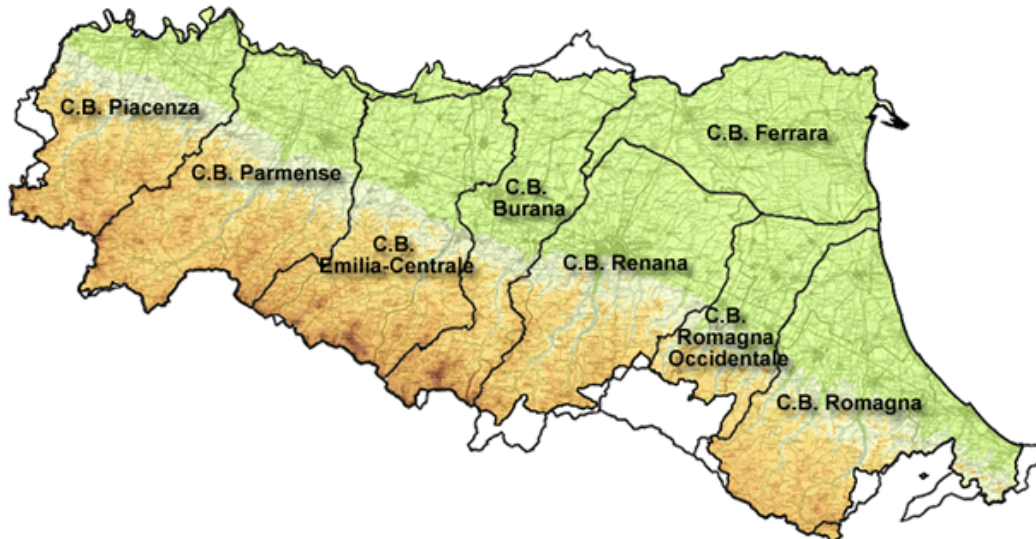 C.B. Piacenza
C.B. Ferrara
C.B. Parmense
C.B.
Burana
C.B.
Emilia-Centrale
C.B. Renana
C.B.
Romagna
Occidentale
C.B. Romagna